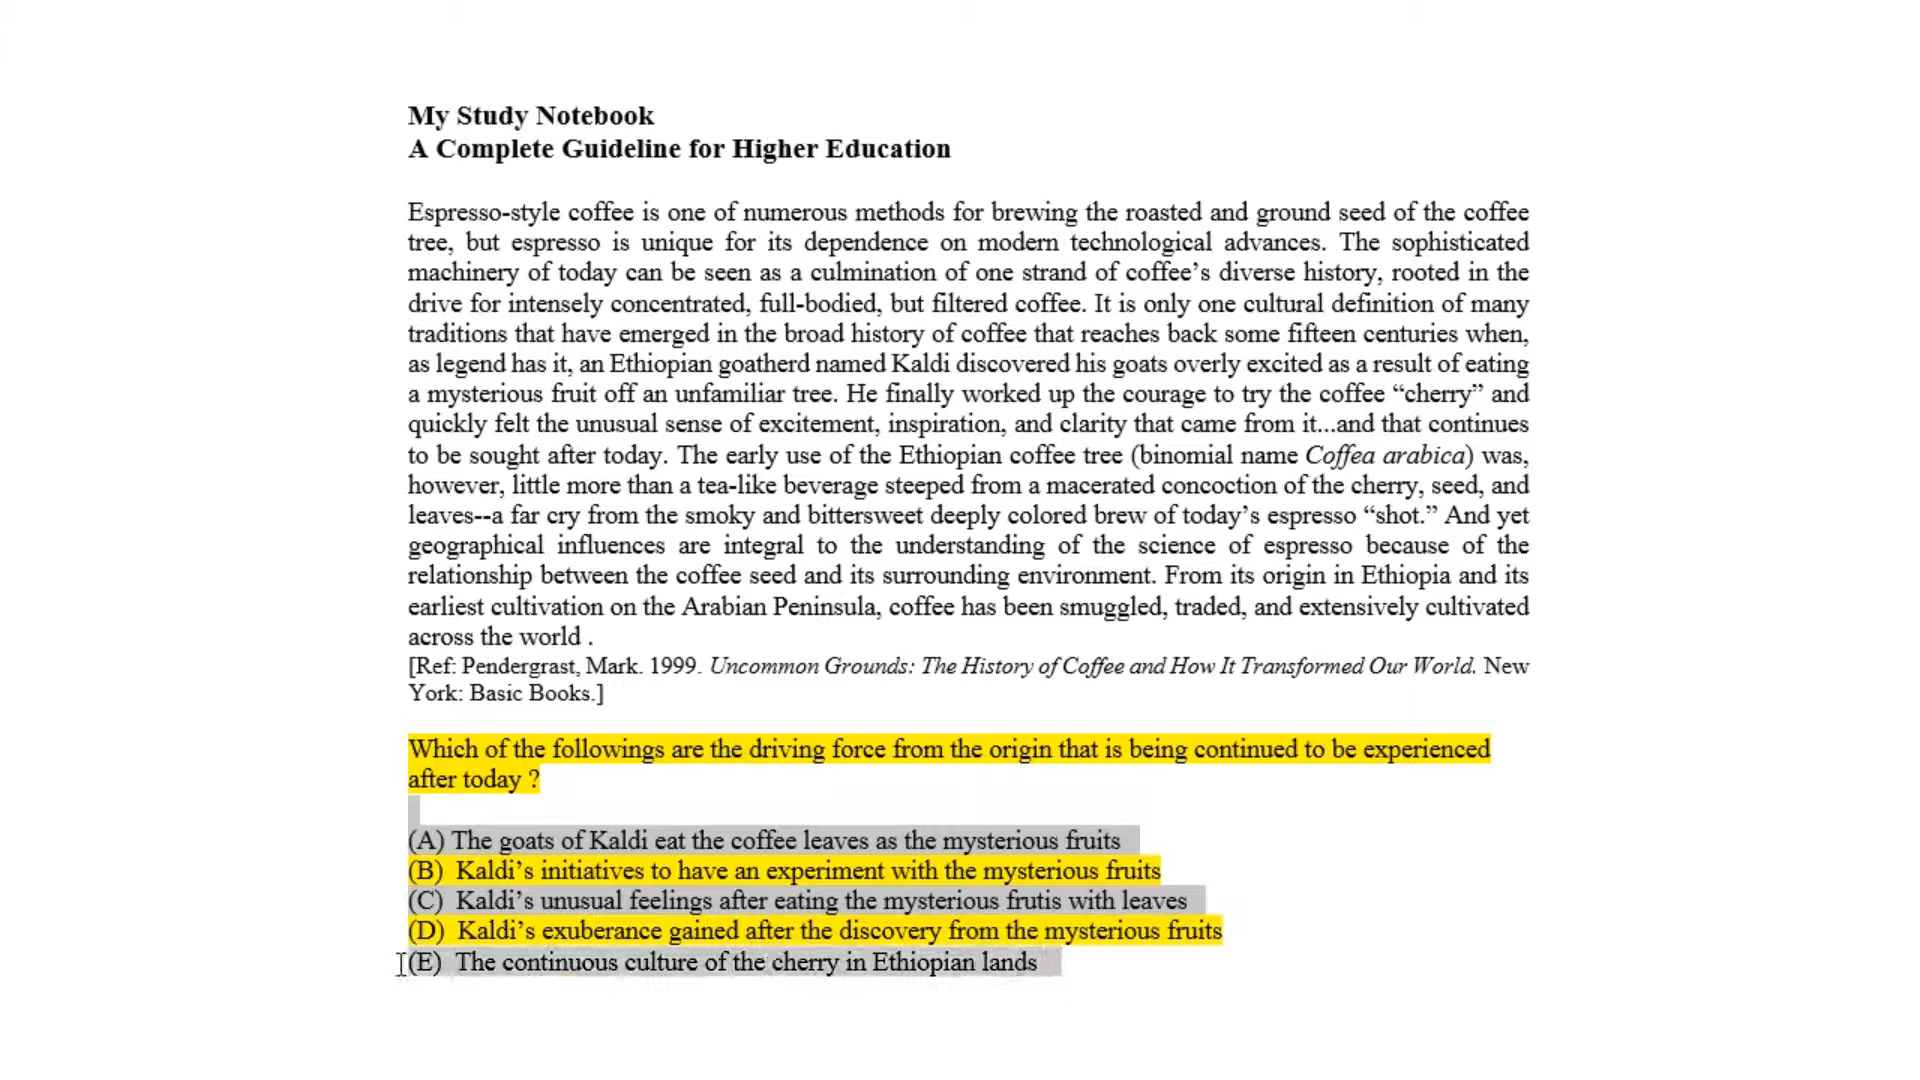 My Study Notebook
A Complete Guideline for Higher Education
Espresso-style coffee is one of numerous methods for brewing the roasted and ground seed of the coffee
tree, but espresso is unique for its dependence on modern technological advances. The sophisticated
machinery of today can be seen as a culmination of one strand of coffee’s diverse history, rooted in the
drive for intensely concentrated, full-bodied, but filtered coffee. It is only one cultural definition of many
traditions that have emerged in the broad history of coffee that reaches back some fifteen centuries when,
as legend has it, an Ethiopian goatherd named Kaldi discovered his goats overly excited as a result of eating
a mysterious fruit off an unfamiliar tree. He finally worked up the courage to try the coffee “cherry” and
quickly felt the unusual sense of excitement, inspiration, and clarity that came from it...and that continues
to be sought after today. The early use of the Ethiopian coffee tree (binomial name Coffea arabica) was,
however, little more than a tea-like beverage steeped from a macerated concoction of the cherry, seed, and
leaves--a far cry from the smoky and bittersweet deeply colored brew of today’s espresso “shot.” And yet
geographical influences are integral to the understanding of the science of espresso because of the
relationship between the coffee seed and its surrounding environment. From its origin in Ethiopia and its
earliest cultivation on the Arabian Peninsula, coffee has been smuggled, traded, and extensively cultivated
across the world .
[Ref: Pendergrast, Mark. 1999. Uncommon Grounds: The History of Coffee and How It Transformed Our World. New
York: Basic Books.]
Which of the followings are the driving force from the origin that is being continued to be experienced
after today ?
(A) The goats of Kaldi eat the coffee leaves as the mysterious fruits
(B) Kaldi’s initiatives to have an experiment with the mysterious fruits
(C) Kaldi’s unusual feelings after eating the mysterious frutis with leaves
(D) Kaldi’s exuberance gained after the discovery from the mysterious fruits
(E) The continuous culture of the cherry in Ethiopian lands